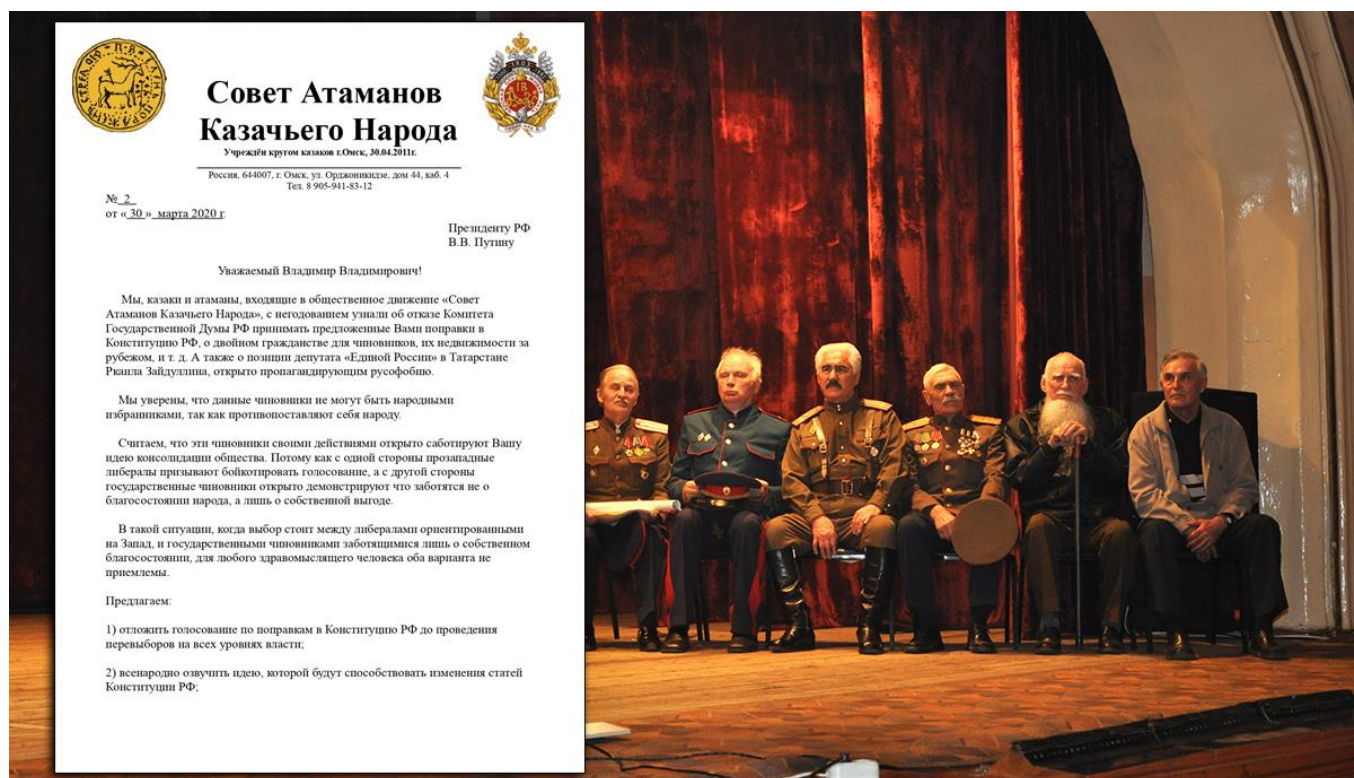 Совет Атаманов
Казачьего Народа
Учреждён кругом казаков г.Омск, 30.04.2011г.
Россия, 644007, г. Омск, ул. Орджоникидзе, дом 44, каб. 4
Тел. 8 905-941-83-12
№ 2
от « 30 » марта 2020 г.
Президенту РФ
В.В. Путину
Уважаемый Владимир Владимирович!
Мы, казаки и атаманы, входящие в общественное движение «Совет
Атаманов Казачьего Народа», с негодованием узнали об отказе Комитета
Государственной Думы РФ принимать предложенные Вами поправки в
Конституцию РФ, о двойном гражданстве для чиновников, их недвижимости за
рубежом, и т. д. А также о позиции депутата «Единой России» в Татарстане
Ркаила Зайдуллина, открыто пропагандирующим русофобию.
Мы уверены, что данные чиновники не могут быть народными
избранниками, так как противопоставляют себя народу.
Считаем, что эти чиновники своими действиями открыто саботируют Вашу
идею консолидации общества. Потому как с одной стороны прозападные
либералы призывают бойкотировать голосование, а с другой стороны
государственные чиновники открыто демонстрируют что заботятся не о
благосостоянии народа, а лишь о собственной выгоде.
В такой ситуации, когда выбор стоит между либералами ориентированными
на Запад, и государственными чиновниками заботящимися лишь о собственном
благосостоянии, для любого здравомыслящего человека оба варианта не
приемлемы.
Предлагаем:
1) отложить голосование по поправкам в Конституцию РФ до проведения
перевыборов на всех уровнях власти;
2) всенародно озвучить идею, которой будут способствовать изменения статей
Конституции РФ;